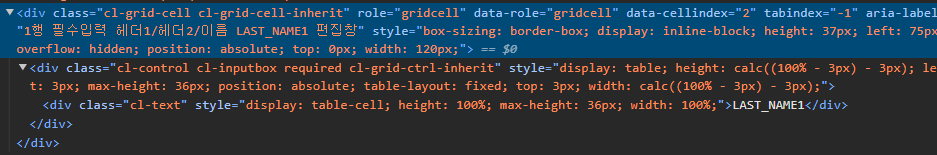 ▼<div class="cl-grid-cell cl-grid-cell-inherit" role="gridcell" data-role="gridcell" data-cellindex="2" tabindex="-1" aria-label=
"1행 필수입력 헤더1/헤더2/이름 LAST_NAME1 편집창" style="box-sizing: border-box; display: inline-block; height: 37px; left: 75px
overflow: hidden; position: absolute; top: 0px; width: 120px;"> == $0
▼<div class="cl-control cl-inputbox required cl-grid-ctrl-inherit" style="display: table; height: calc((100% - 3px) - 3px); lef
t: 3px; max-height: 36px; position: absolute; table-layout: fixed; top: 3px; width: calc((100% - 3px) - 3px);">
▶<div class="cl-text" style="display: table-cell; height: 100%; max-height: 36px; width: 100%;">LAST_NAME1</div>
</div>
</div>